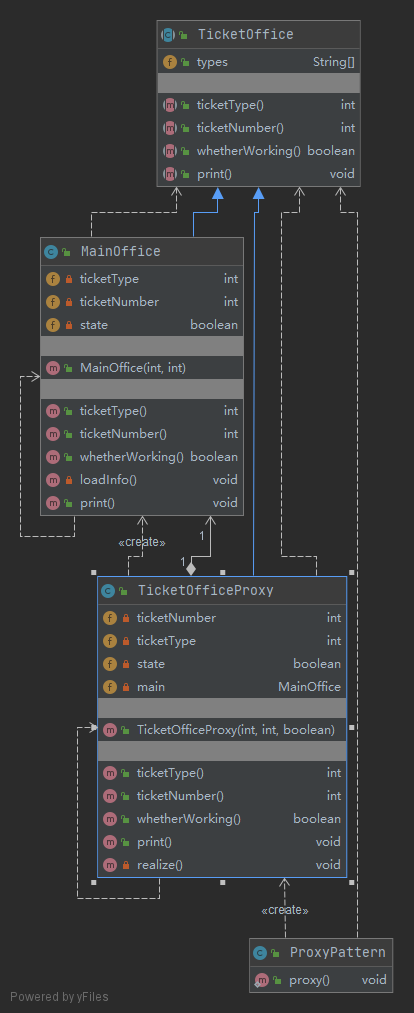 TicketOffice
types String[]
ticketType() int
ticketNumber() int
whetherWorking() boolean
print() void
MainOffice
ticketType int
ticketNumber int
state boolean
MainOffice(int, int)
ticketType() int
ticketNumber() int
whetherWorking() boolean
loadInfo() void
print() void
«create»
1
1
TicketOfficeProxy
ticketNumber int
ticketType int
state boolean
main MainOffice
TicketOfficeProxy(int, int, boolean)
ticketType() int
ticketNumber() int
whetherWorking() boolean
print() void
realize() void
«create»
ProxyPattern
proxy() void
Powered by yFiles